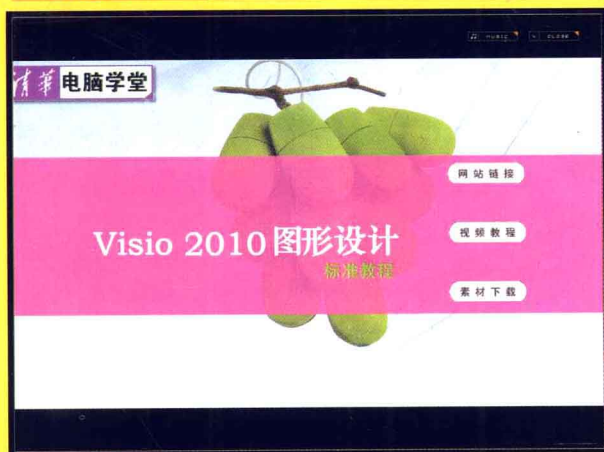 MUSIC
CLOSE
清华电脑学堂
网站链接
Visio 2010图形设计
视频教程
标准教程
素材下载